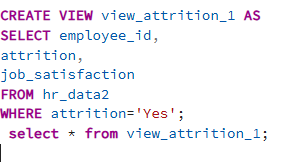 CREATE VIEW view_attrition_1 AS
SELECT employee_id,
attrition,
job_satisfaction
FROM hr_data2
WHERE attrition='Yes';
select * from view_attrition_1;